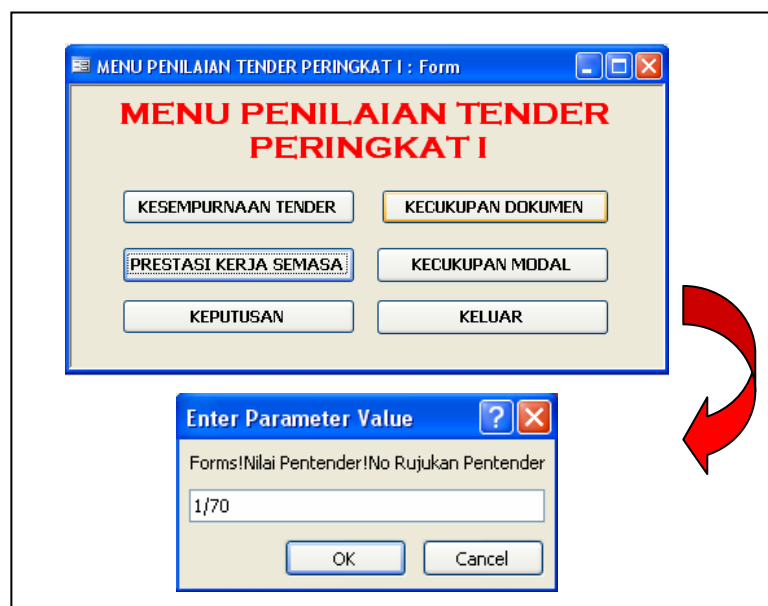 MENU PENILAIAN TENDER PERINGKAT I : Form
MENU PENILAIAN TENDER
PERINGKAT I
KESEMPURNAAN TENDER
KECUKUPAN DOKUMEN
PRESTASI KERJA SEMASA
KECUKUPAN MODAL
KEPUTUSAN
KELUAR
Enter Parameter Value
Forms!Nilai Pentender!No Rujukan Pentender
1/70
OK
Cancel